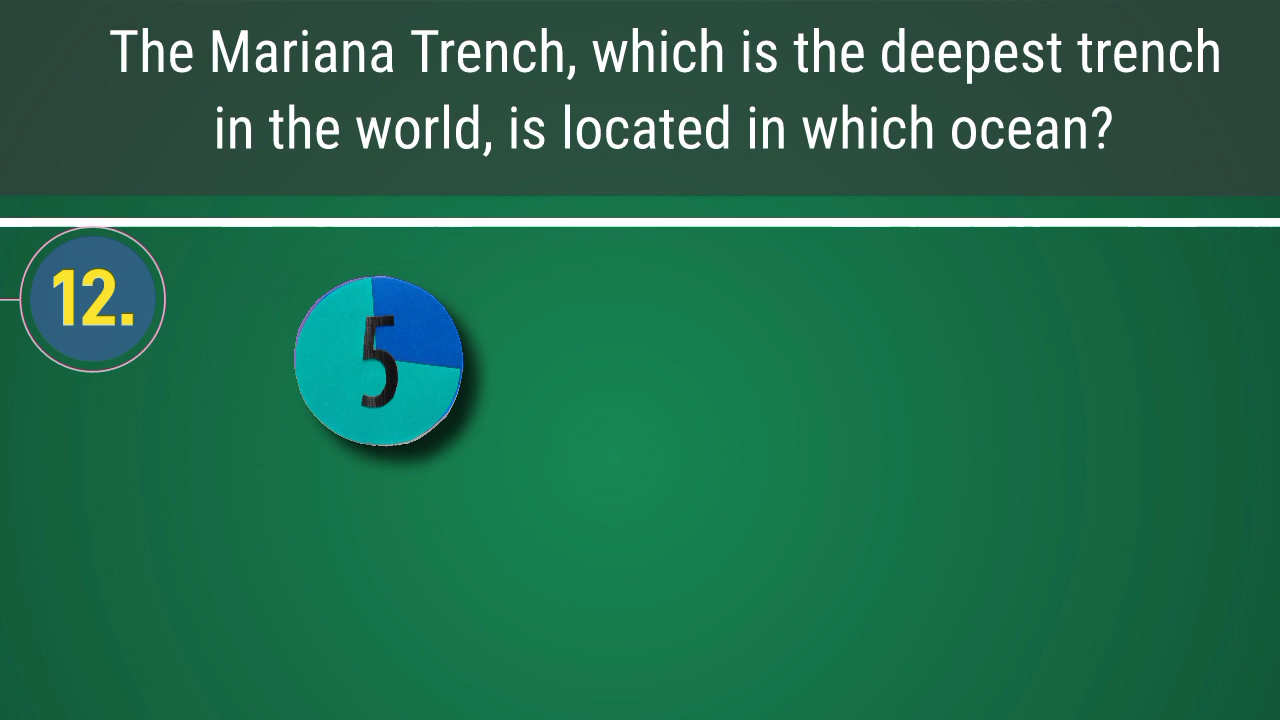 The Mariana Trench, which is the deepest trench
in the world, is located in which ocean?
12.
5